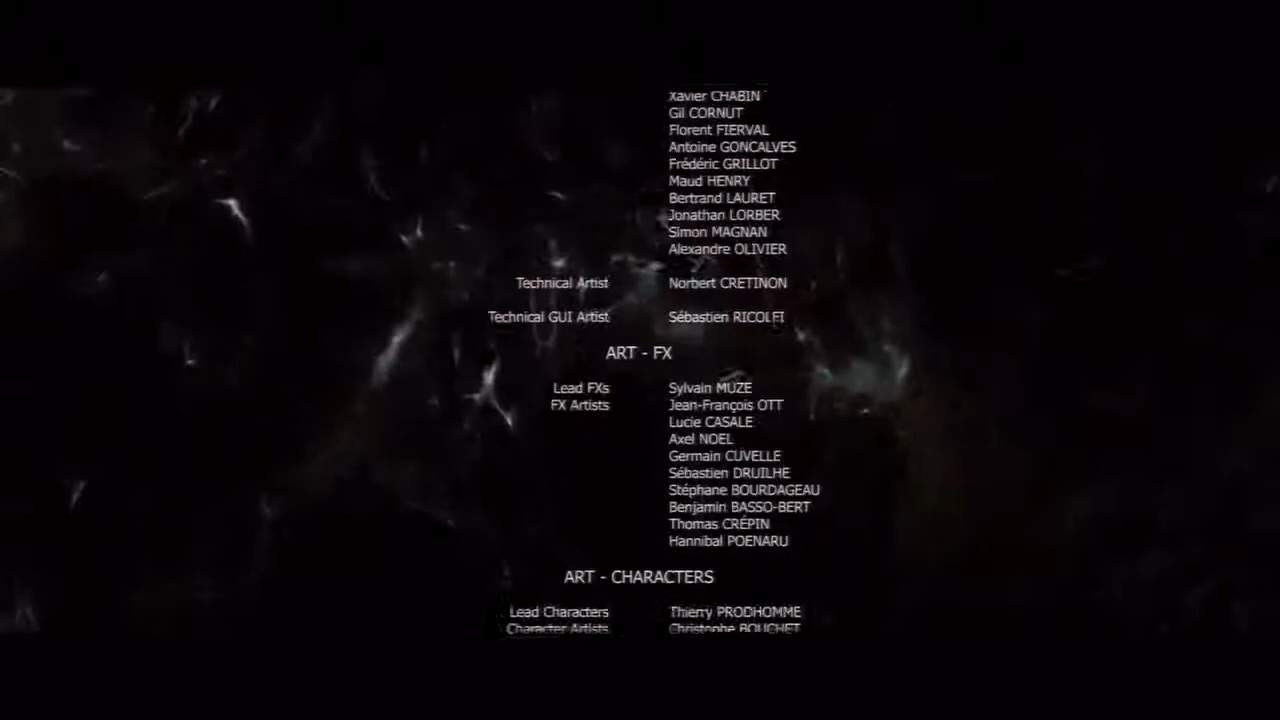 Xavier CHABIN
Gil CORNUT
Florent FIERVAL
Antoine GONCALVES
Frédéric GRILLOT
Maud HENRY
Bertrand LAURET
Jonathan LORBER
Simon MAGNAN
Alexandre OLIVIER
Technical Artist Norbert CRETINON
Technical GUI Artist Sébastien RICOLFI
ART - FX
Lead FXs Sylvain MUZE
FX Artists Jean-François OTT
Lucie CASALE
Axel NOEL
Germain CUVELLE
Sébastien DRUILHE
Stéphane BOURDAGEAU
Benjamin BASSO-BERT
Thomas CRÉPIN
Hannibal POENARU
ART - CHARACTERS
Lead Characters Thierry PRODHOMME
Character Artists Christophe BOUCHET